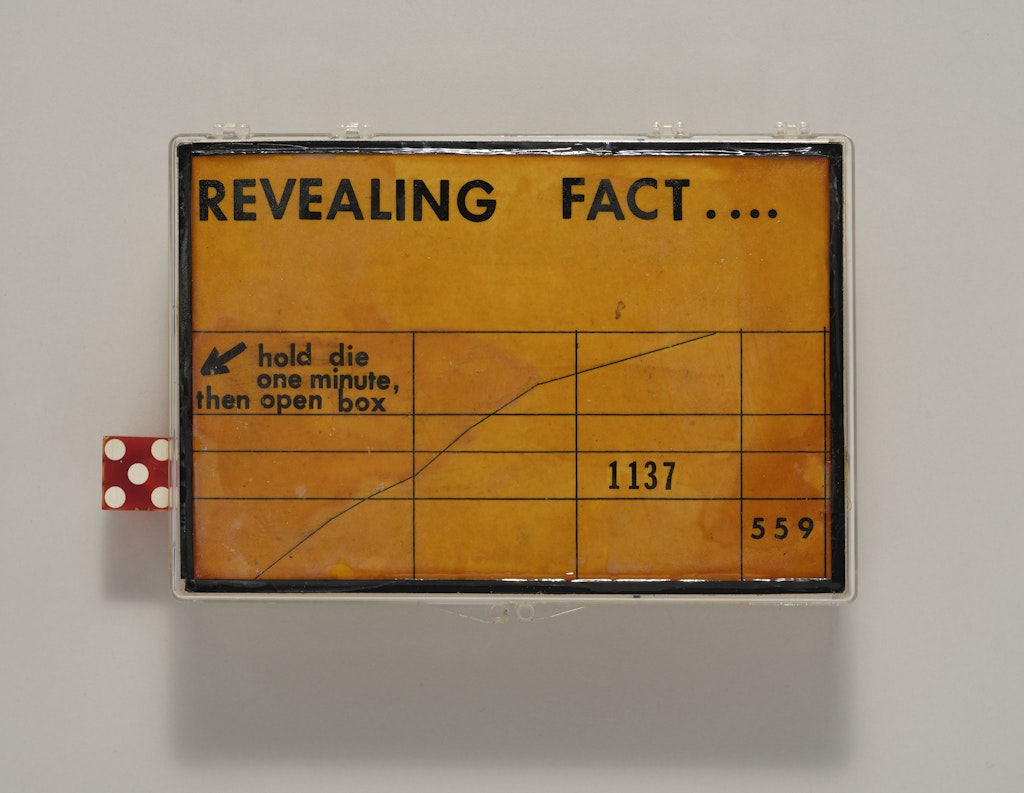 REVEALING FACT....
hold die
one minute,
then open box
1137
559